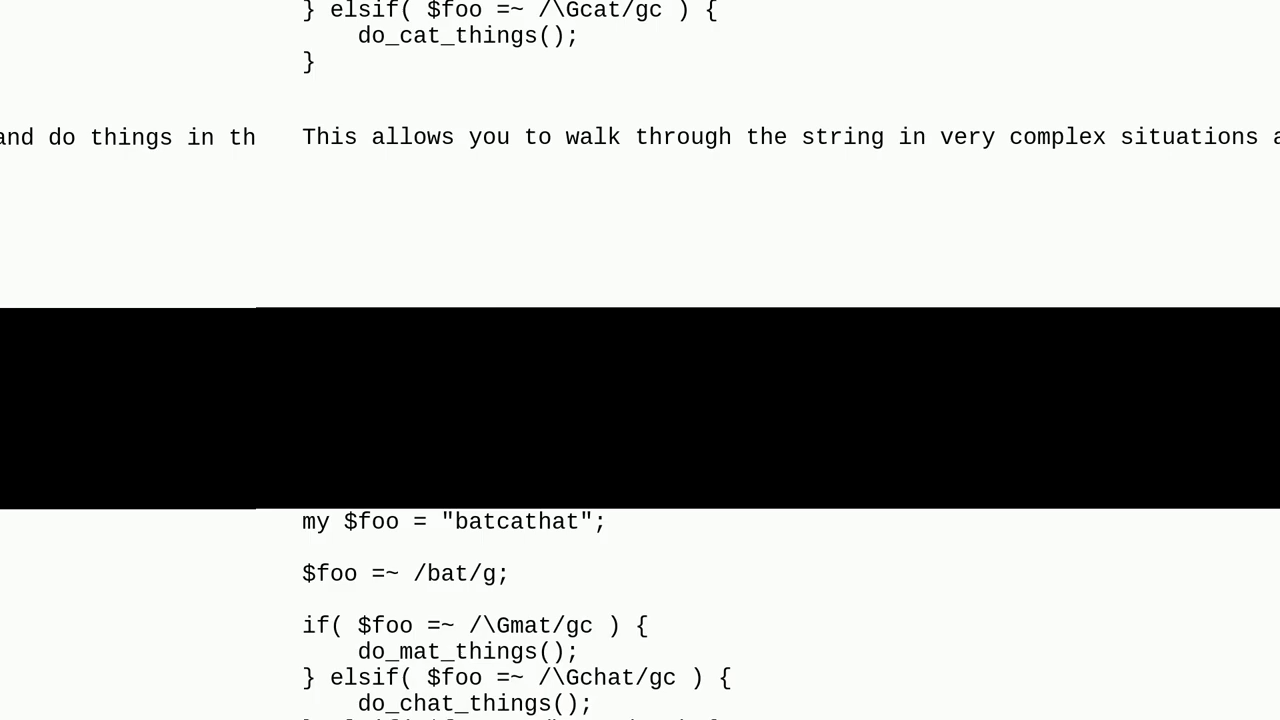 } elsif( $foo =~ /\Gcat/gc ) {
    do_cat_things();
}
and do things in th
This allows you to walk through the string in very complex situations a
my $foo = "batcathat";
$foo =~ /bat/g;
if( $foo =~ /\Gmat/gc ) {
    do_mat_things();
} elsif( $foo =~ /\Gchat/gc ) {
    do_chat_things();